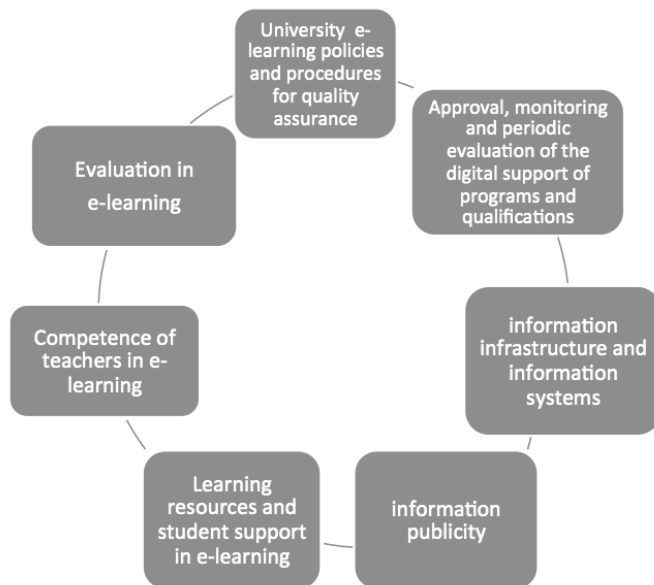 University e-
learning policies
and procedures
for quality
assurance
Approval, monitoring
and periodic
evaluation of the
digital support of
programs and
qualifications
information
infrastructure and
information
systems
information
publicity
Learning
resources and
student support
in e-learning
Competence of
teachers in e-
learning
Evaluation in
e-learning